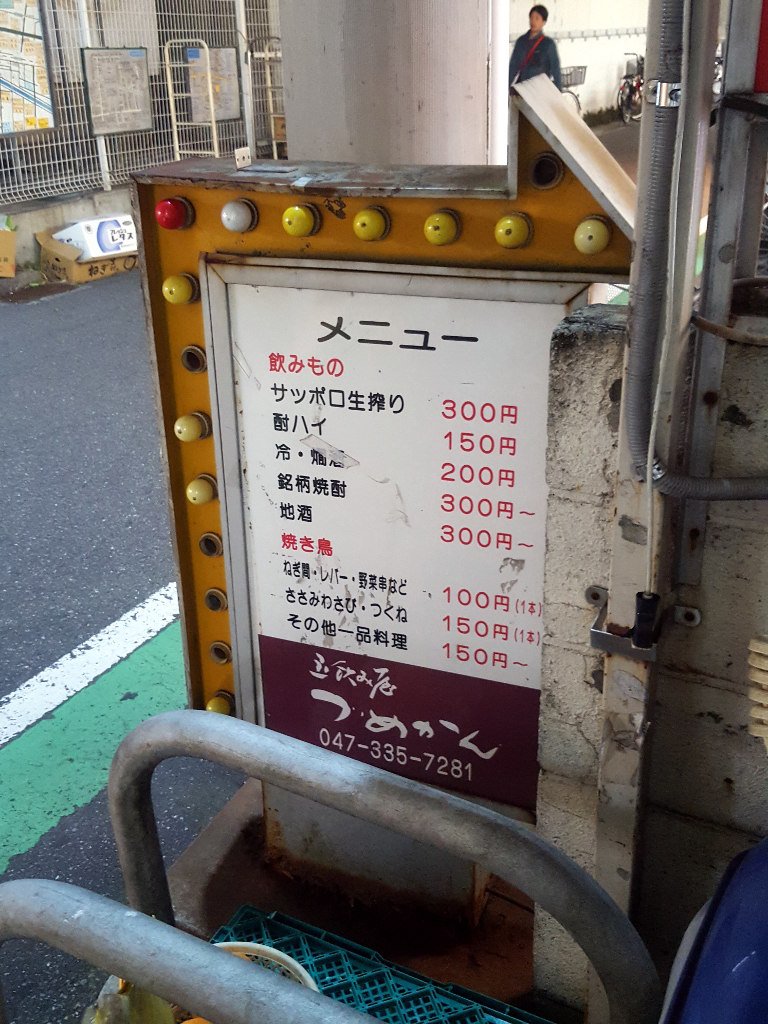 メニュー
飲みもの
サッポロ生搾り 300円
酎ハイ 150円
冷・燗酒 200円
銘柄焼酎 300円～
地酒 300円～
焼き鳥
ねぎ間・レバー・野菜串など 100円(1本)
ささみわさび・つくね 150円(1本)
その他一品料理 150円～
立飲み屋
づめかん
047-335-7281
レタス